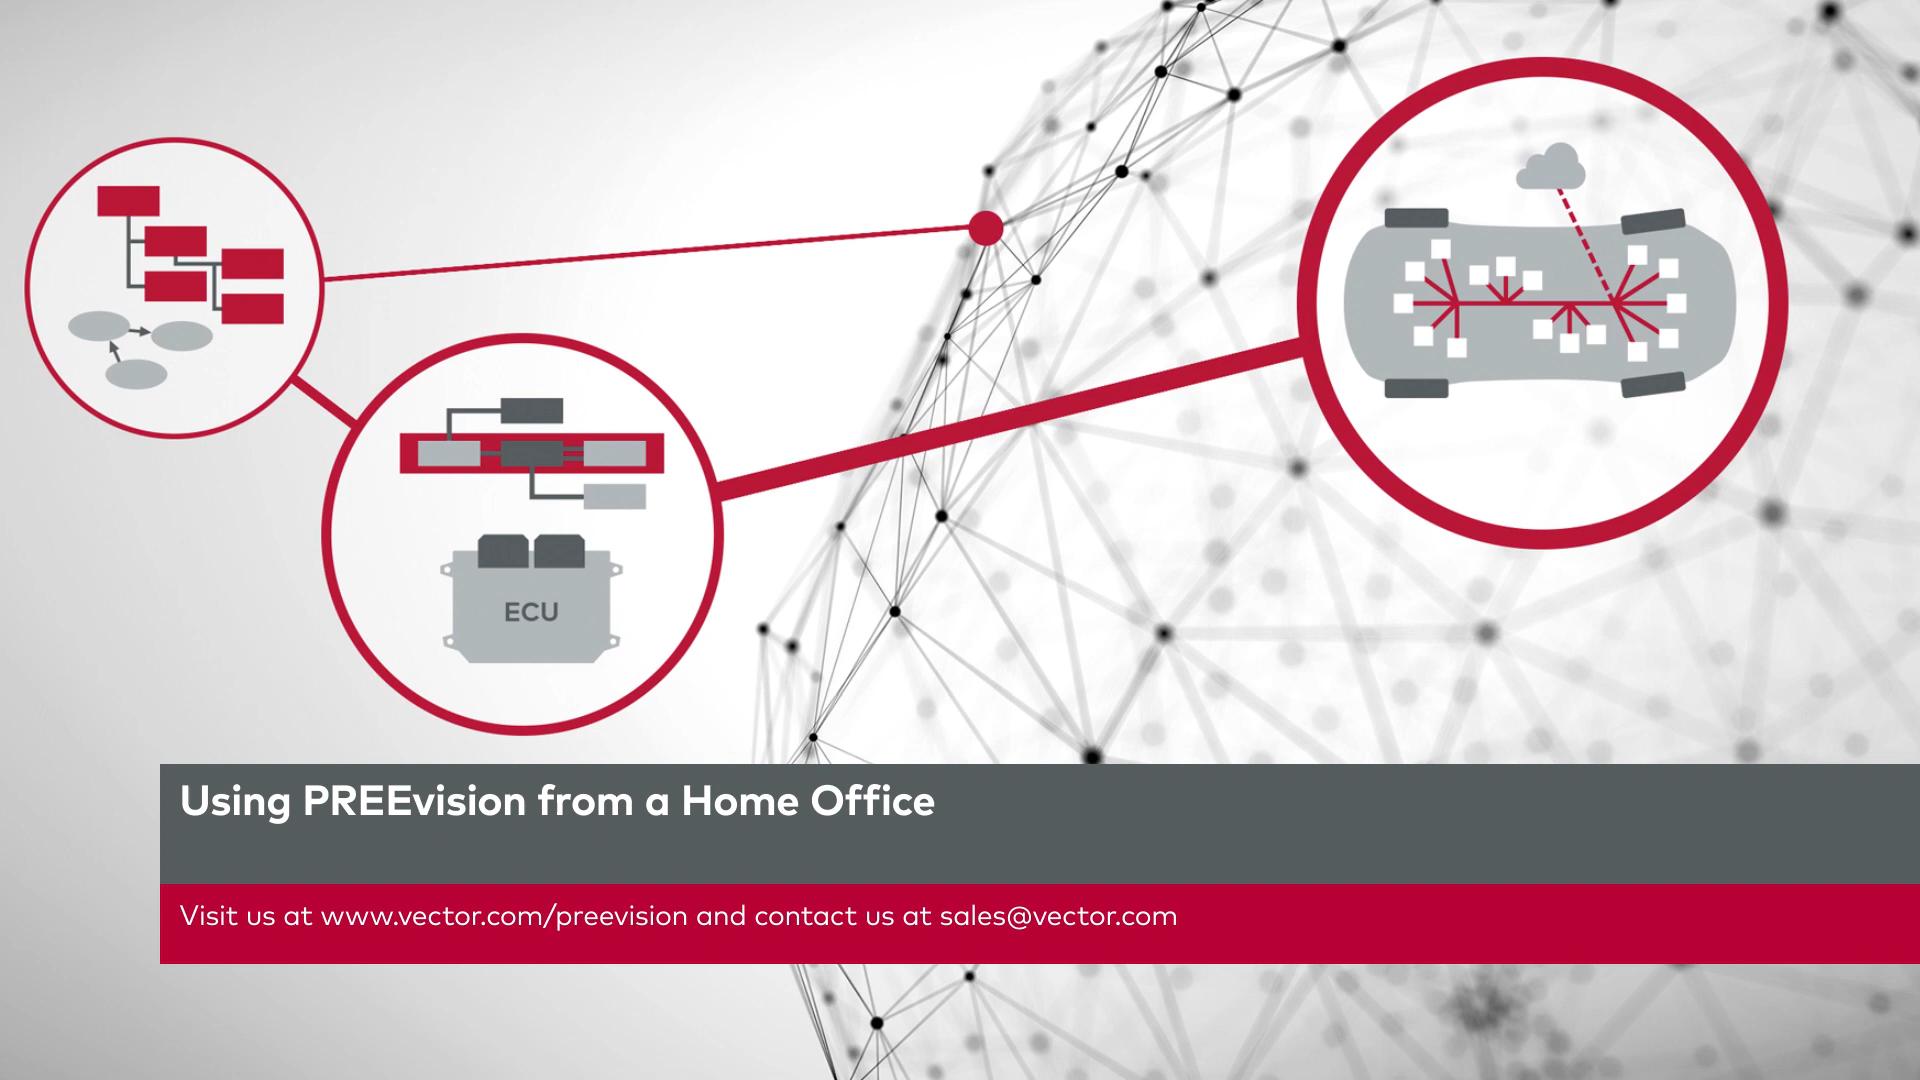 ECU
Using PREEvision from a Home Office
Visit us at www.vector.com/preevision and contact us at sales@vector.com